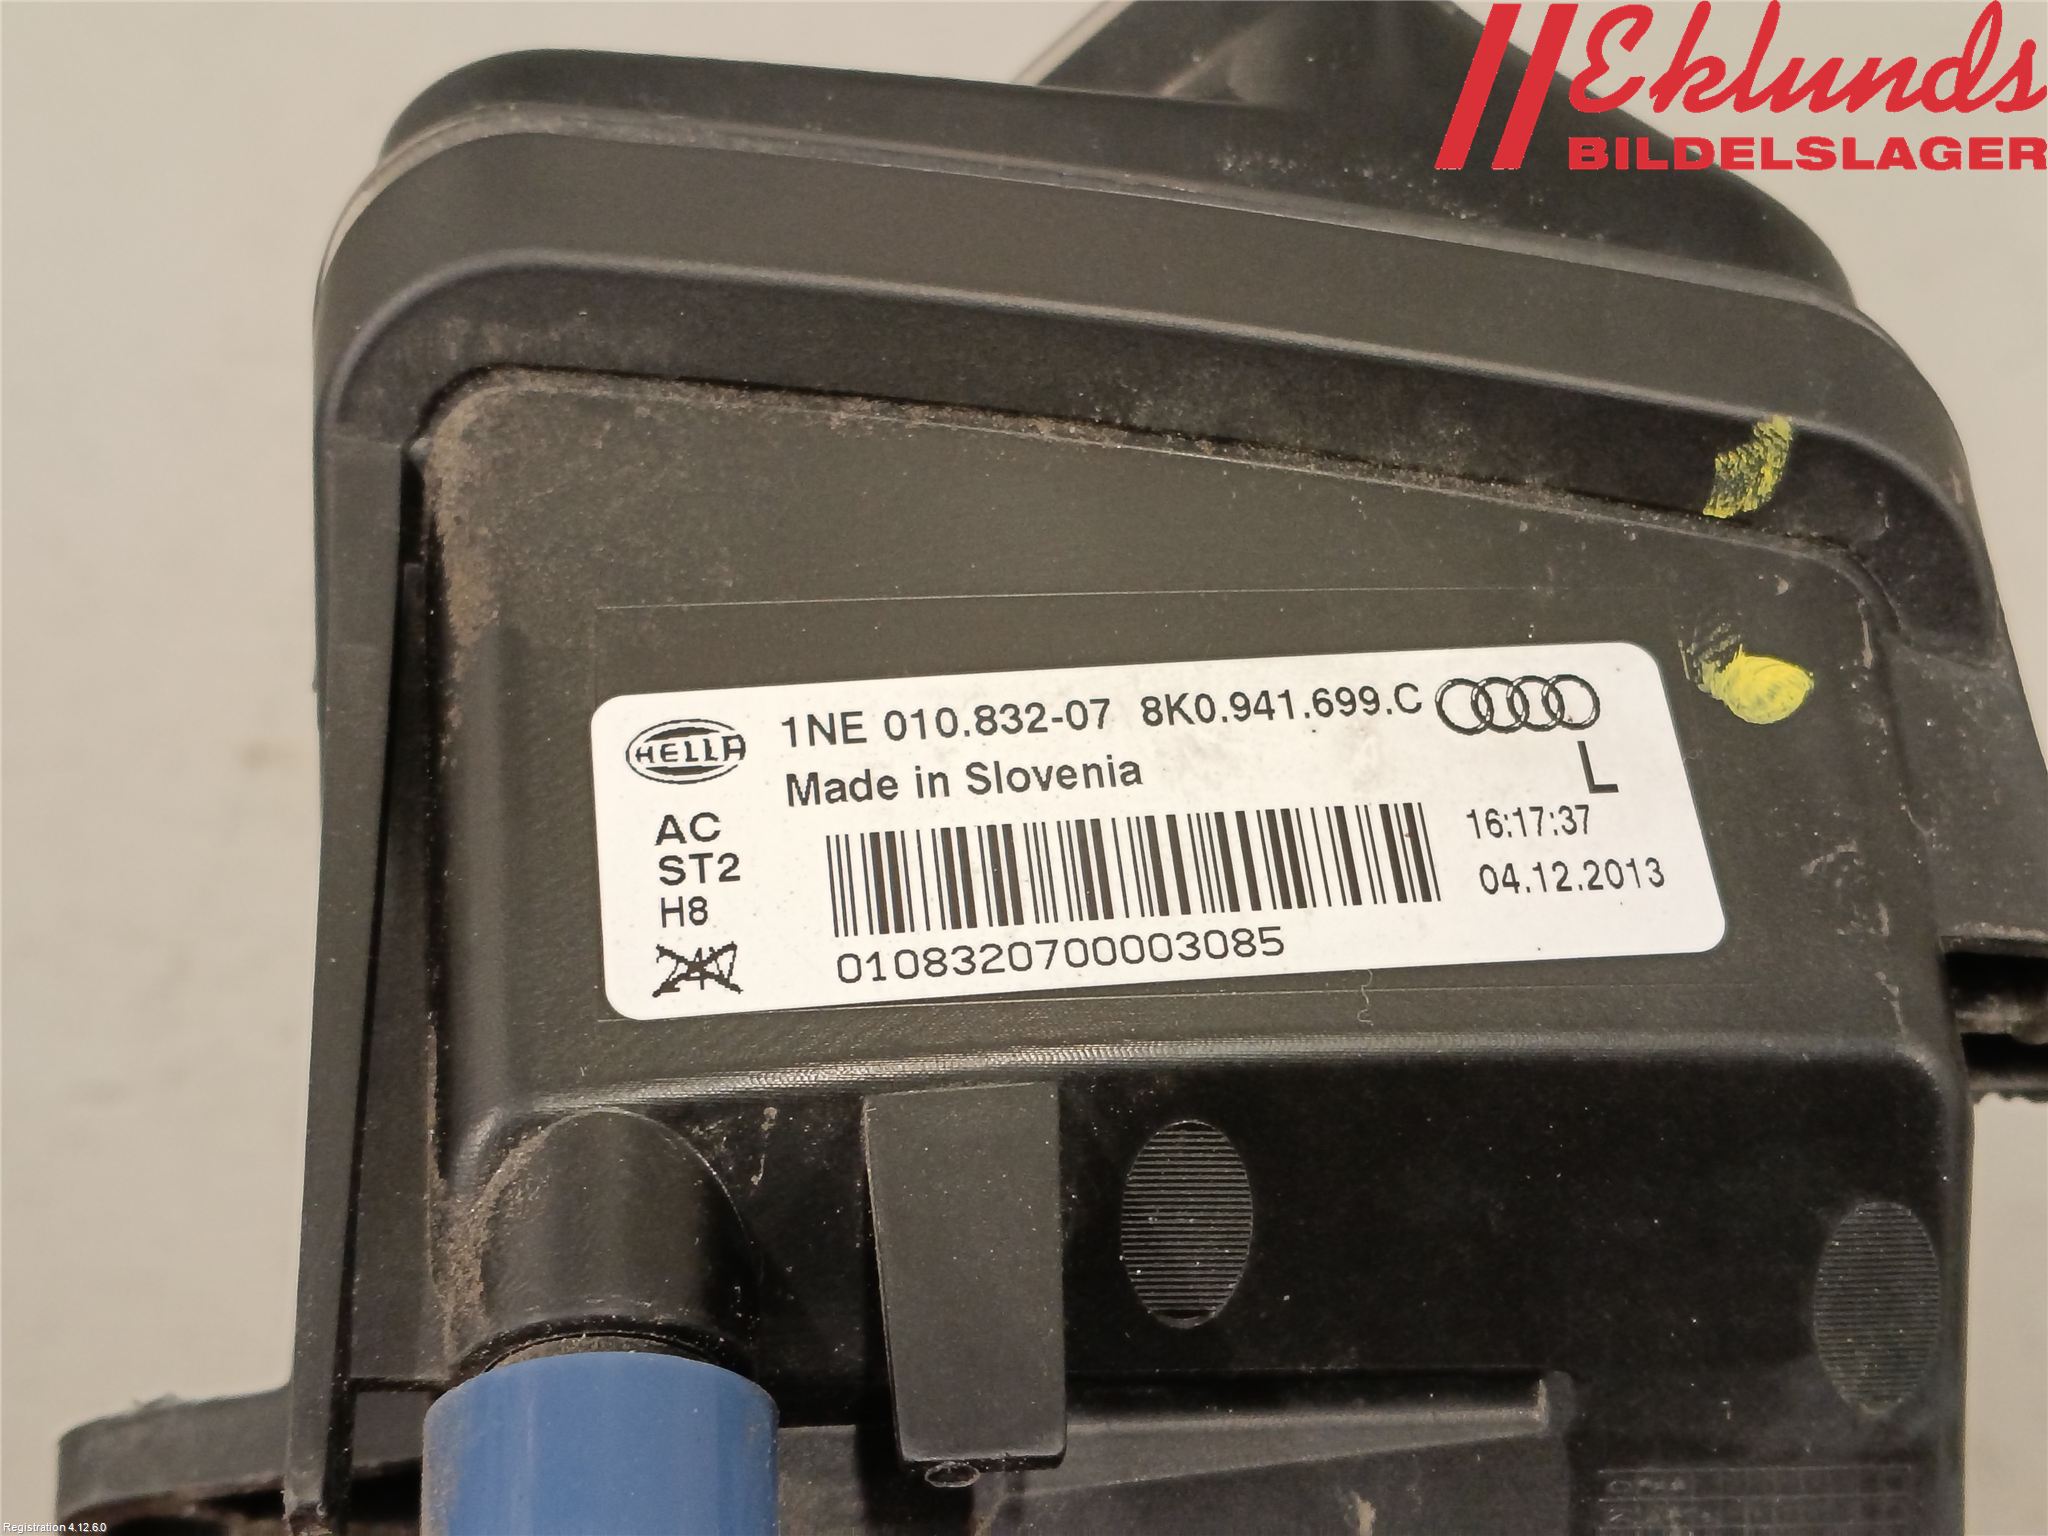 Eklunds
BILDELSLAGER
HELLA
1NE 010.832-07 8K0.941.699.C
Made in Slovenia
L
AC
ST2
H8
24
16:17:37
04.12.2013
0108320700003085
Registration 4.12.6.0